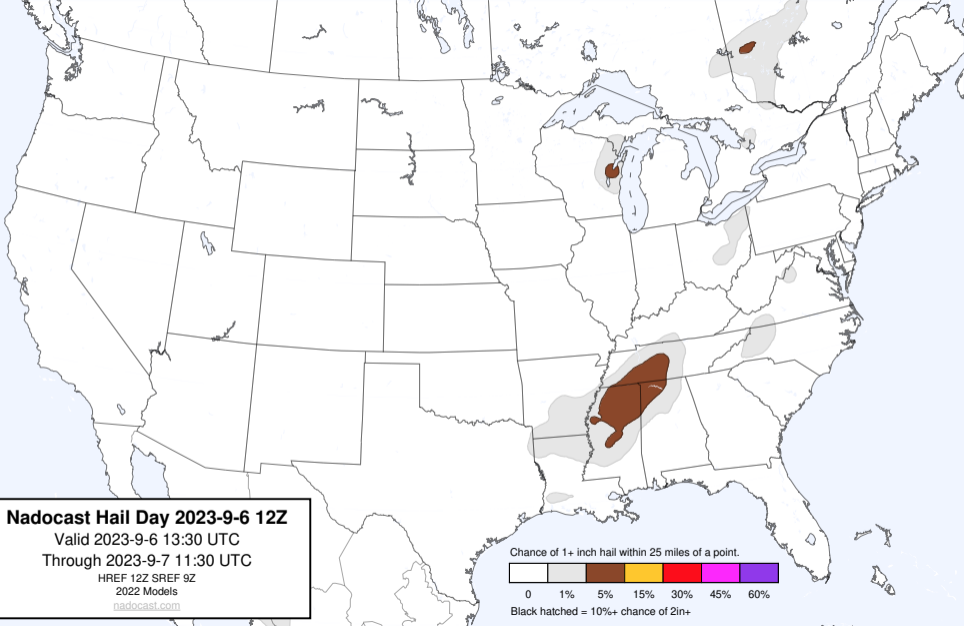 Nadocast Hail Day 2023-9-6 12Z
Valid 2023-9-6 13:30 UTC
Through 2023-9-7 11:30 UTC
HREF 12Z SREF 9Z
2022 Models
nadocast.com
Chance of 1+ inch hail within 25 miles of a point.
0 1% 5% 15% 30% 45% 60%
Black hatched = 10%+ chance of 2in+